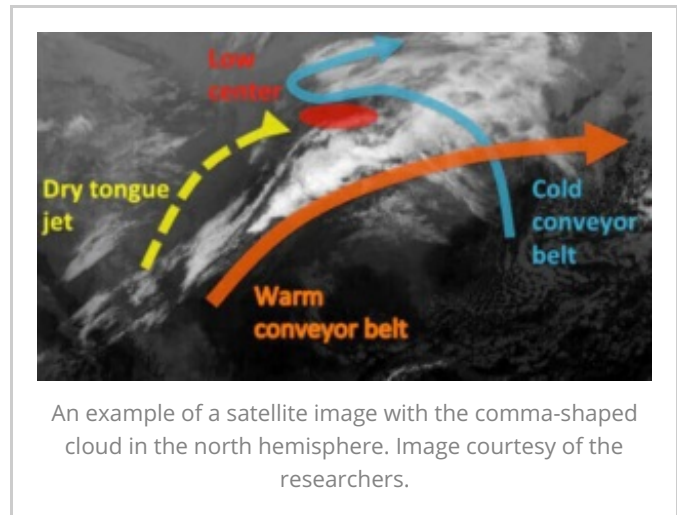 Low
center
Dry tongue
jet
Cold
conveyor
belt
Warm
conveyor belt
An example of a satellite image with the comma-shaped
cloud in the north hemisphere. Image courtesy of the
researchers.